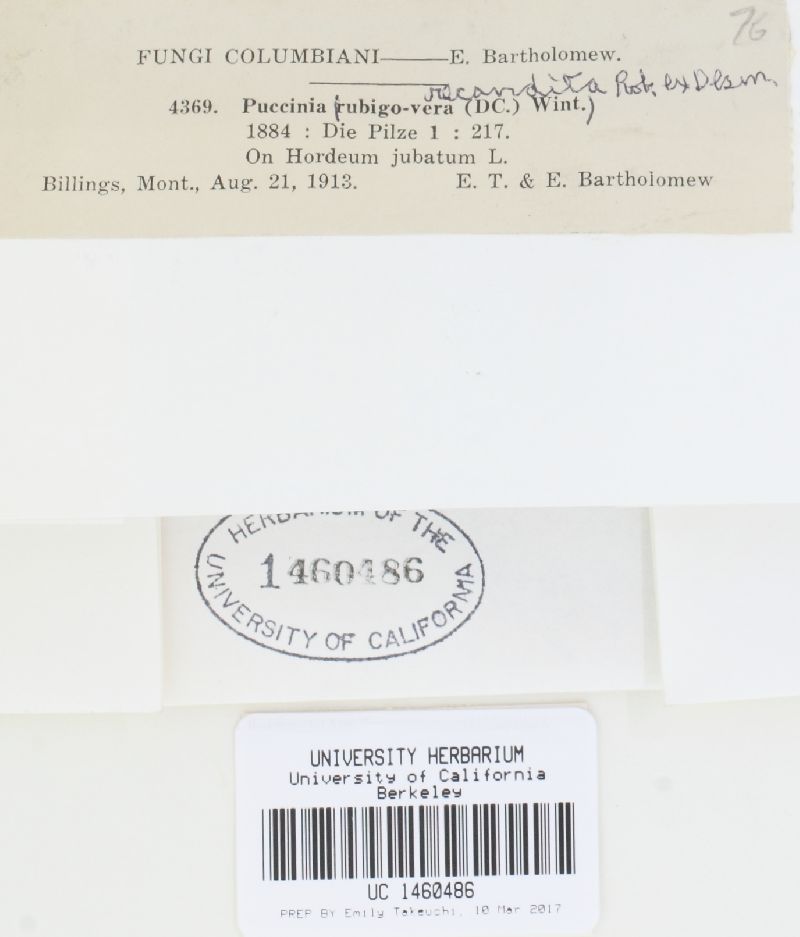 76
FUNGI COLUMBIANI———E. Bartholomew.
recondita Rob. ex Desm.
4369. Puccinia (rubigo-vera (DC.) Wint.)
1884 : Die Pilze 1 : 217.
On Hordeum jubatum L.
Billings, Mont., Aug. 21, 1913. E. T. & E. Bartholomew
HERBARIUM OF THE
1460486
UNIVERSITY OF CALIFORNIA
UNIVERSITY HERBARIUM
University of California
Berkeley
UC 1460486
PREP BY Emily Takeuchi, 10 Mar 2017